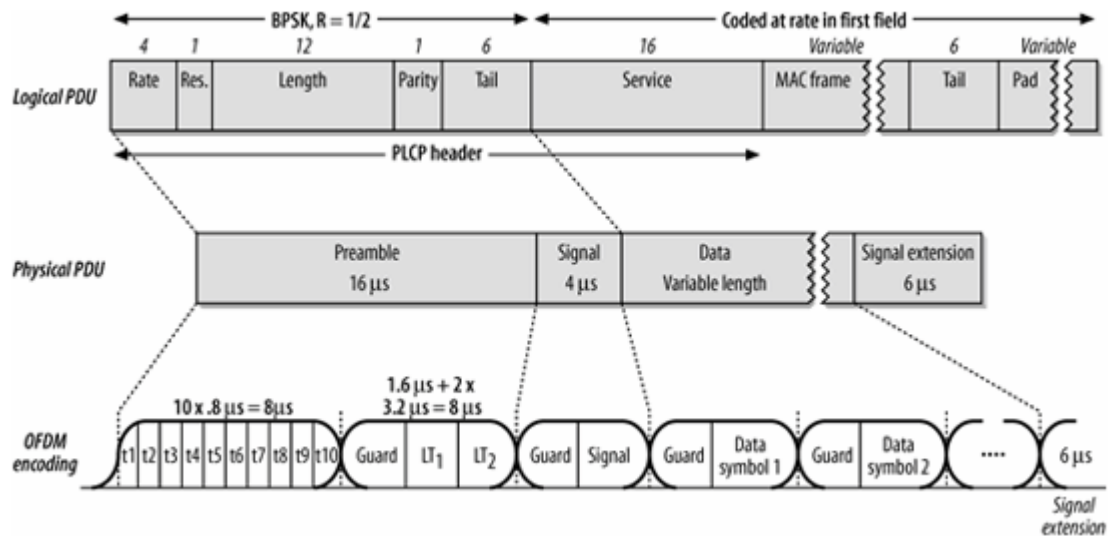 BPSK, R = 1/2 Coded at rate in first field
4 1 12 1 6 16 Variable 6 Variable
Logical PDU Rate Res. Length Parity Tail Service MAC frame Tail Pad
PLCP header
Physical PDU Preamble Signal Data Signal extension
16 μs 4 μs Variable length 6 μs
1.6 μs + 2 x
10 x .8 μs = 8μs 3.2 μs = 8 μs
OFDM encoding t1 t2 t3 t4 t5 t6 t7 t8 t9 t10 Guard LT1 LT2 Guard Signal Guard Data symbol 1 Guard Data symbol 2 .... 6 μs
Signal
extension